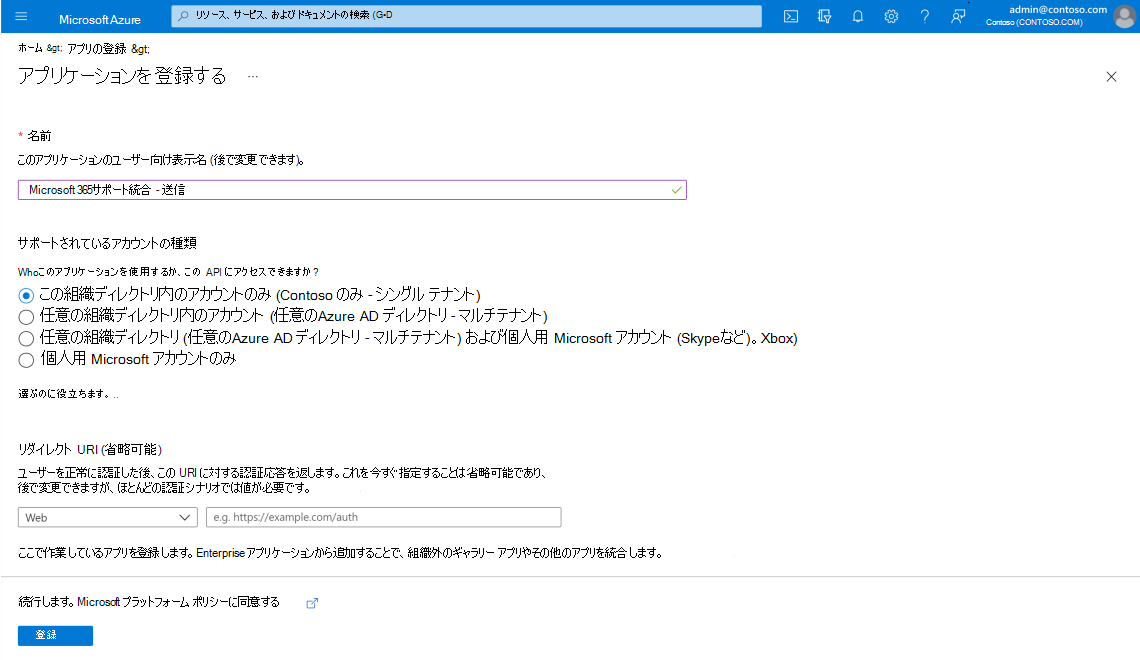 Microsoft Azure
リソース、サービス、およびドキュメントの検索 (G+D
admin@contoso.com
Contoso (CONTOSO.COM)
ホーム &gt; アプリの登録 &gt;
アプリケーションを登録する ...
* 名前
このアプリケーションのユーザー向け表示名 (後で変更できます)。
Microsoft 365サポート統合 - 送信
サポートされているアカウントの種類
Whoこのアプリケーションを使用するか、この API にアクセスできますか?
この組織ディレクトリ内のアカウントのみ (Contoso のみ - シングル テナント)
任意の組織ディレクトリ内のアカウント (任意のAzure AD ディレクトリ - マルチテナント)
任意の組織ディレクトリ (任意のAzure AD ディレクトリ - マルチテナント) および個人用 Microsoft アカウント (Skypeなど)。Xbox)
個人用 Microsoft アカウントのみ
選ぶのに役立ちます。..
リダイレクト URI (省略可能)
ユーザーを正常に認証した後、この URI に対する認証応答を返します。これを今すぐ指定することは省略可能であり、
後で変更できますが、ほとんどの認証シナリオでは値が必要です。
Web
e.g. https://example.com/auth
ここで作業しているアプリを登録します。Enterprise アプリケーションから追加することで、組織外のギャラリー アプリやその他のアプリを統合します。
続行します。Microsoft プラットフォーム ポリシーに同意する
登録